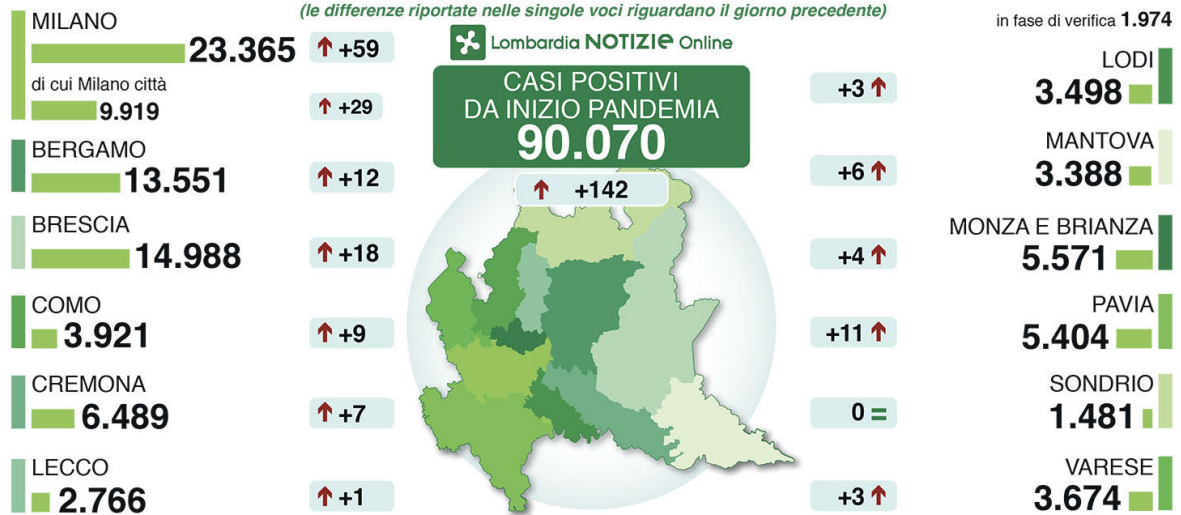 (le differenze riportate nelle singole voci riguardano il giorno precedente)
Lombardia NOTIZIE Online
CASI POSITIVI
DA INIZIO PANDEMIA
90.070
+142
MILANO
23.365 +59
di cui Milano città
9.919 +29
BERGAMO
13.551 +12
BRESCIA
14.988 +18
COMO
3.921 +9
CREMONA
6.489 +7
LECCO
2.766 +1
in fase di verifica 1.974
LODI
+3 3.498
MANTOVA
+6 3.388
MONZA E BRIANZA
+4 5.571
PAVIA
+11 5.404
SONDRIO
0 = 1.481
VARESE
+3 3.674